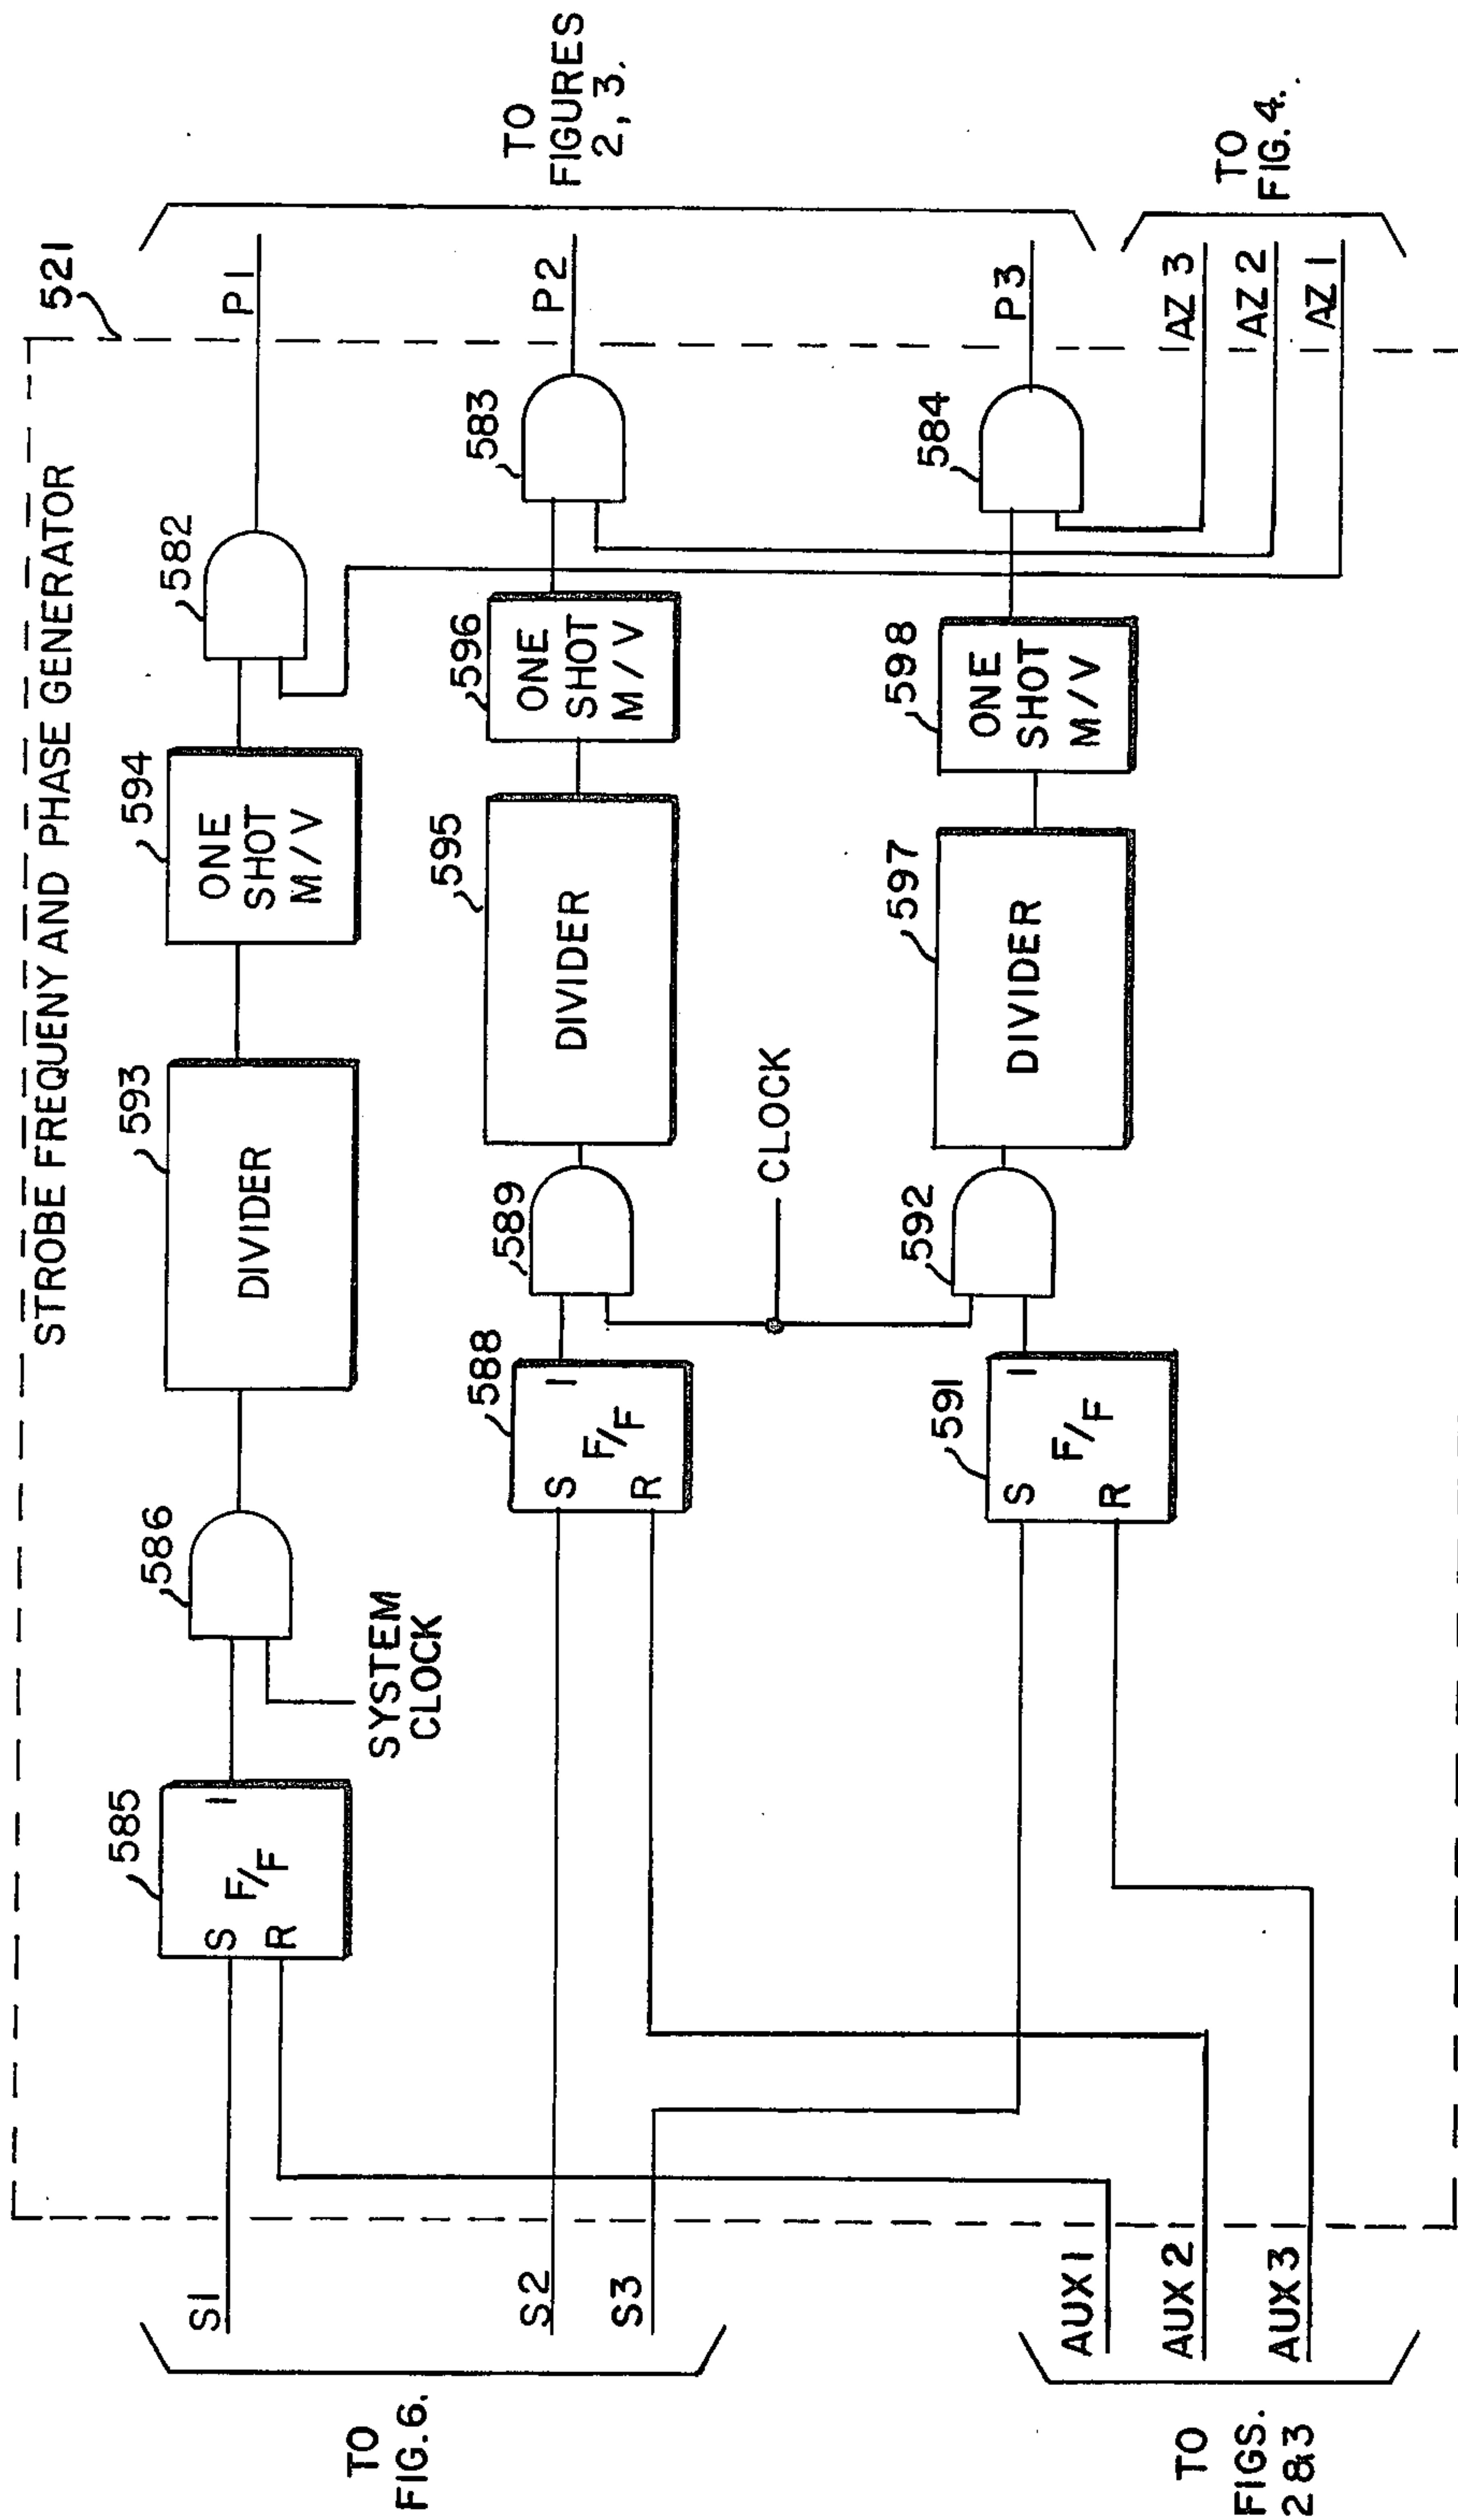 STROBE FREQUENY AND PHASE GENERATOR
521
TO
FIG. 6.
S1
S2
S3
TO
FIGS.
2&3
AUX 1
AUX 2
AUX 3
585
S
R
F/F
1
SYSTEM
CLOCK
586
593
DIVIDER
594
ONE
SHOT
M/V
582
P1
588
S
R
F/F
1
589
595
DIVIDER
596
ONE
SHOT
M/V
583
P2
CLOCK
591
S
R
F/F
1
592
597
DIVIDER
598
ONE
SHOT
M/V
584
P3
AZ 3
AZ 2
AZ 1
TO
FIGURES
2, 3.
TO
FIG. 4.